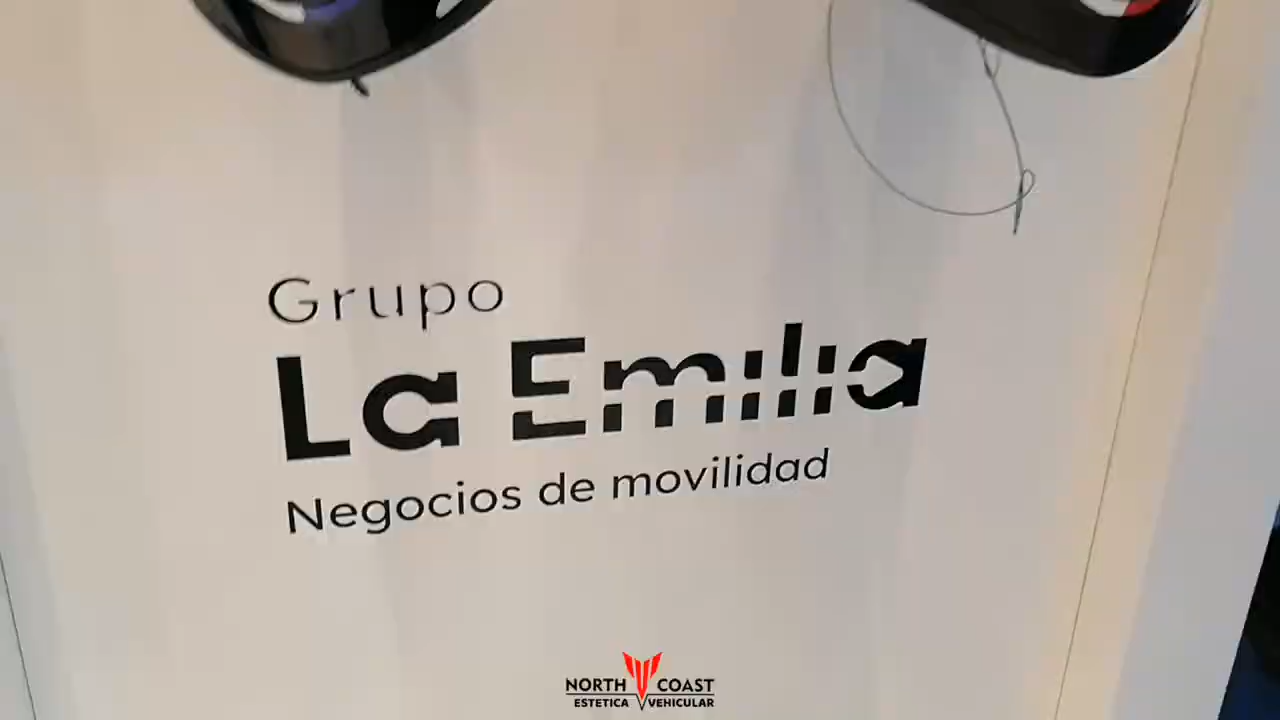 Grupo
La Emilia
Negocios de movilidad
NORTH COAST
ESTETICA VEHICULAR